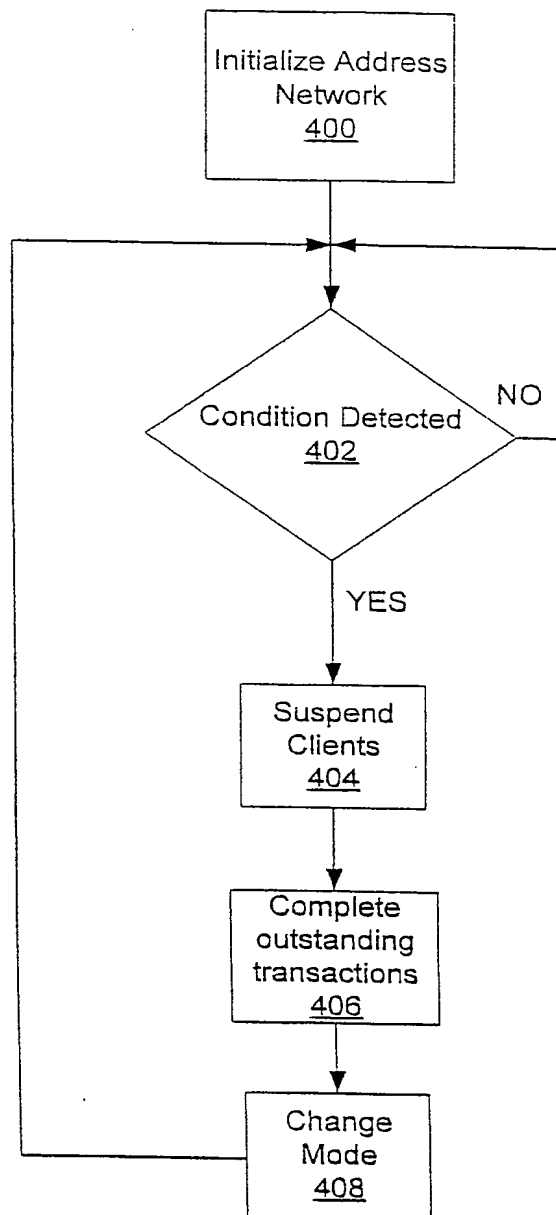 Initialize Address
Network
400
Condition Detected
402
NO
YES
Suspend
Clients
404
Complete
outstanding
transactions
406
Change
Mode
408